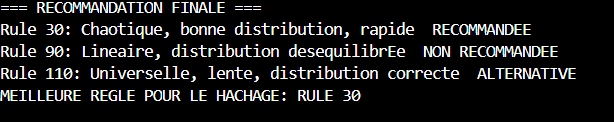 === RECOMMANDATION FINALE ===
Rule 30: Chaotique, bonne distribution, rapide  RECOMMANDEE
Rule 90: Lineaire, distribution desequilibrEe  NON RECOMMANDEE
Rule 110: Universelle, lente, distribution correcte  ALTERNATIVE
MEILLEURE REGLE POUR LE HACHAGE: RULE 30